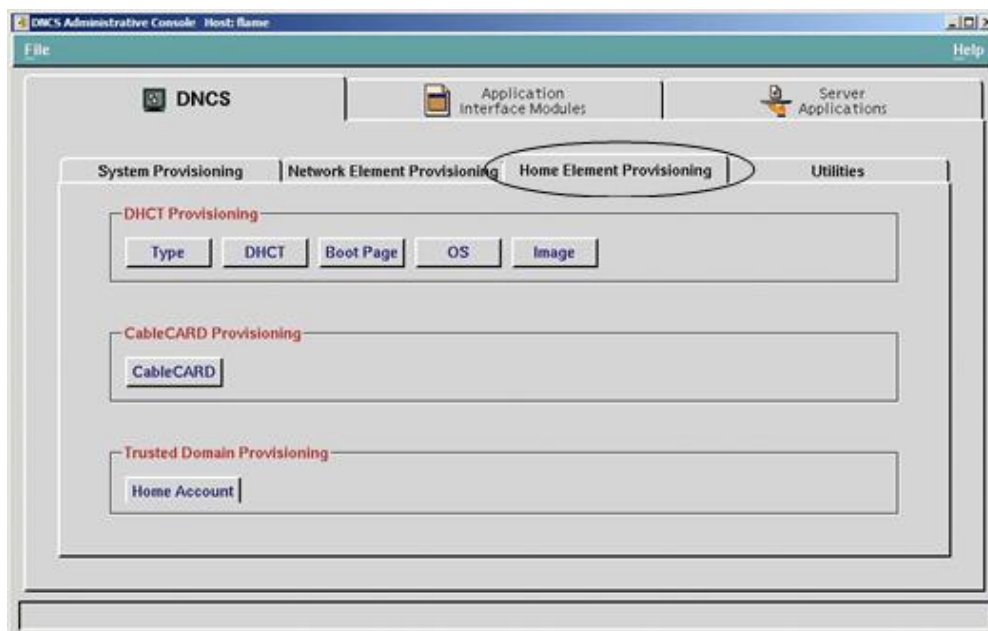 DNCS Administrative Console Host: flame
File Help
DNCS
Application
Interface Modules
Server
Applications
System Provisioning Network Element Provisioning Home Element Provisioning Utilities
DHCT Provisioning
Type DHCT Boot Page OS Image
CableCARD Provisioning
CableCARD
Trusted Domain Provisioning
Home Account